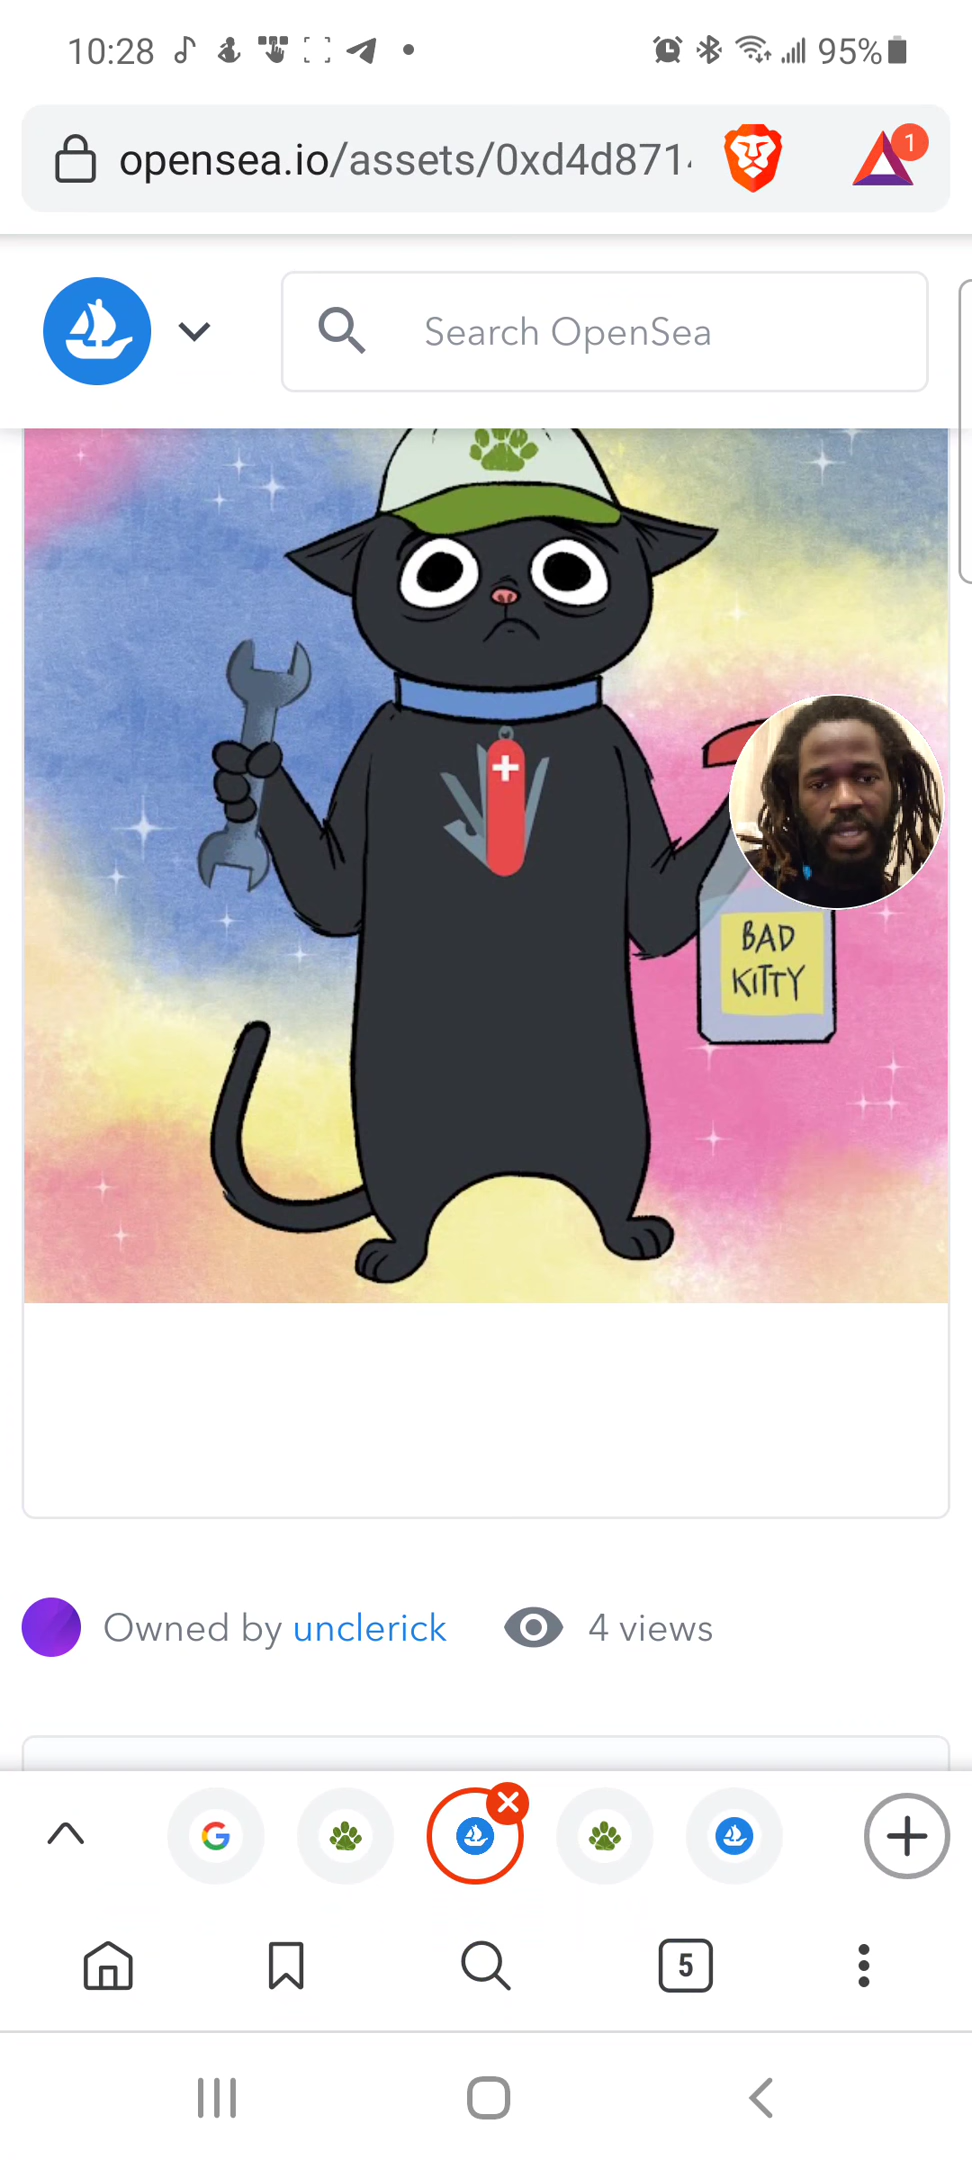 10:28
95%
opensea.io/assets/0xd4d871
1
Search OpenSea
BAD
KITTY
Owned by unclerick
4 views
5